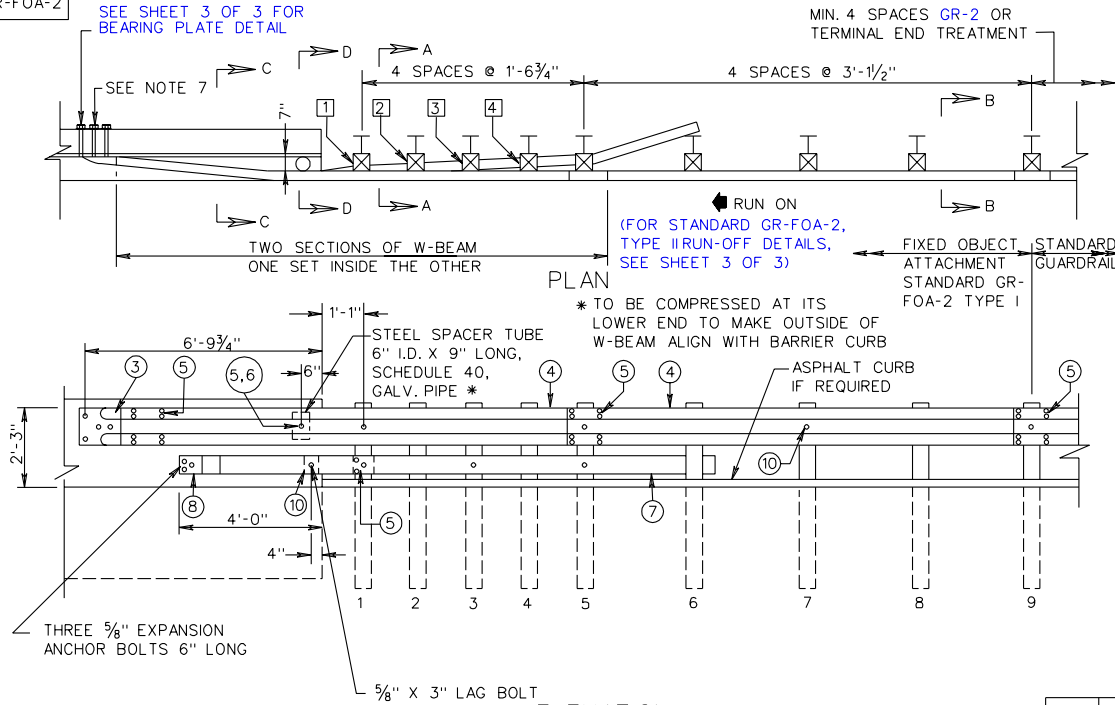 SEE SHEET 3 OF 3 FOR
BEARING PLATE DETAIL
SEE NOTE 7
C
D
A
4 SPACES @ 1'-6¾"
4 SPACES @ 3'-1½"
MIN. 4 SPACES GR-2 OR
TERMINAL END TREATMENT
B
7"
1
2
3
4
C
D
A
B
RUN ON
(FOR STANDARD GR-FOA-2,
TYPE II RUN-OFF DETAILS,
SEE SHEET 3 OF 3)
TWO SECTIONS OF W-BEAM
ONE SET INSIDE THE OTHER
FIXED OBJECT
ATTACHMENT
STANDARD GR-
FOA-2 TYPE I
STANDARD
GUARDRAIL
PLAN
* TO BE COMPRESSED AT ITS
LOWER END TO MAKE OUTSIDE OF
W-BEAM ALIGN WITH BARRIER CURB
1'-1"
6'-9¾"
STEEL SPACER TUBE
6" I.D. X 9" LONG,
SCHEDULE 40,
GALV. PIPE *
6"
ASPHALT CURB
IF REQUIRED
3
5
5,6
4
5
4
5
2'-3"
10
8
10
5
7
4'-0"
4"
1
2
3
4
5
6
7
8
9
THREE ⅝" EXPANSION
ANCHOR BOLTS 6" LONG
⅝" X 3" LAG BOLT